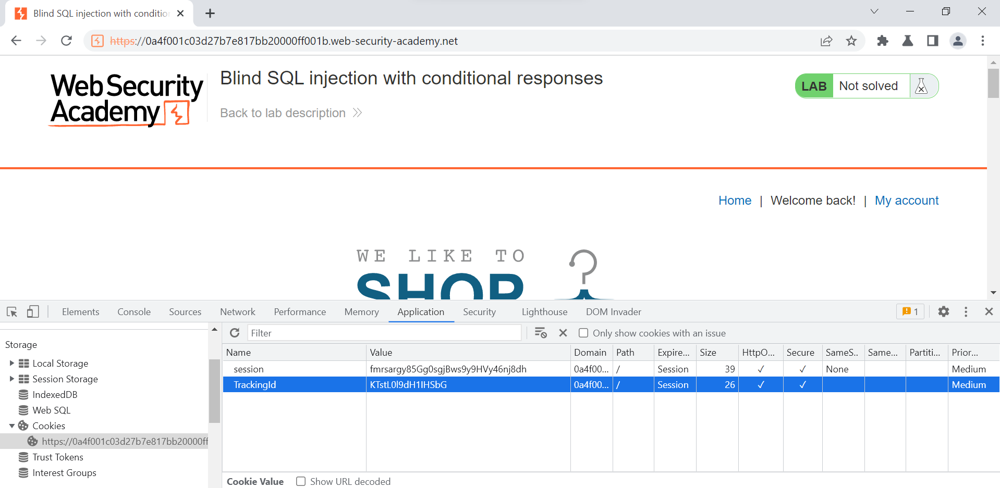 Blind SQL injection with conditio
https://0a4f001c03d27b7e817bb20000ff001b.web-security-academy.net
Web Security
Academy
Blind SQL injection with conditional responses
Back to lab description
LAB Not solved
Home | Welcome back! | My account
WE LIKE TO
SHOP
Elements Console Sources Network Performance Memory Application Security Lighthouse DOM Invader 1
Filter
Only show cookies with an issue
Storage
Local Storage
Session Storage
IndexedDB
Web SQL
Cookies
https://0a4f001c03d27b7e817bb20000ff
Trust Tokens
Interest Groups
Name Value Domain Path Expire... Size HttpO... Secure SameS.. Same... Partiti... Prior...
session fmrsargy85Gg0sgjBws9y9HVy46nj8dh 0a4f00... / Session 39 ✓ ✓ None Medium
TrackingId KTstL0l9dH1IHSbG 0a4f00... / Session 26 ✓ ✓ Medium
Cookie Value Show URL decoded